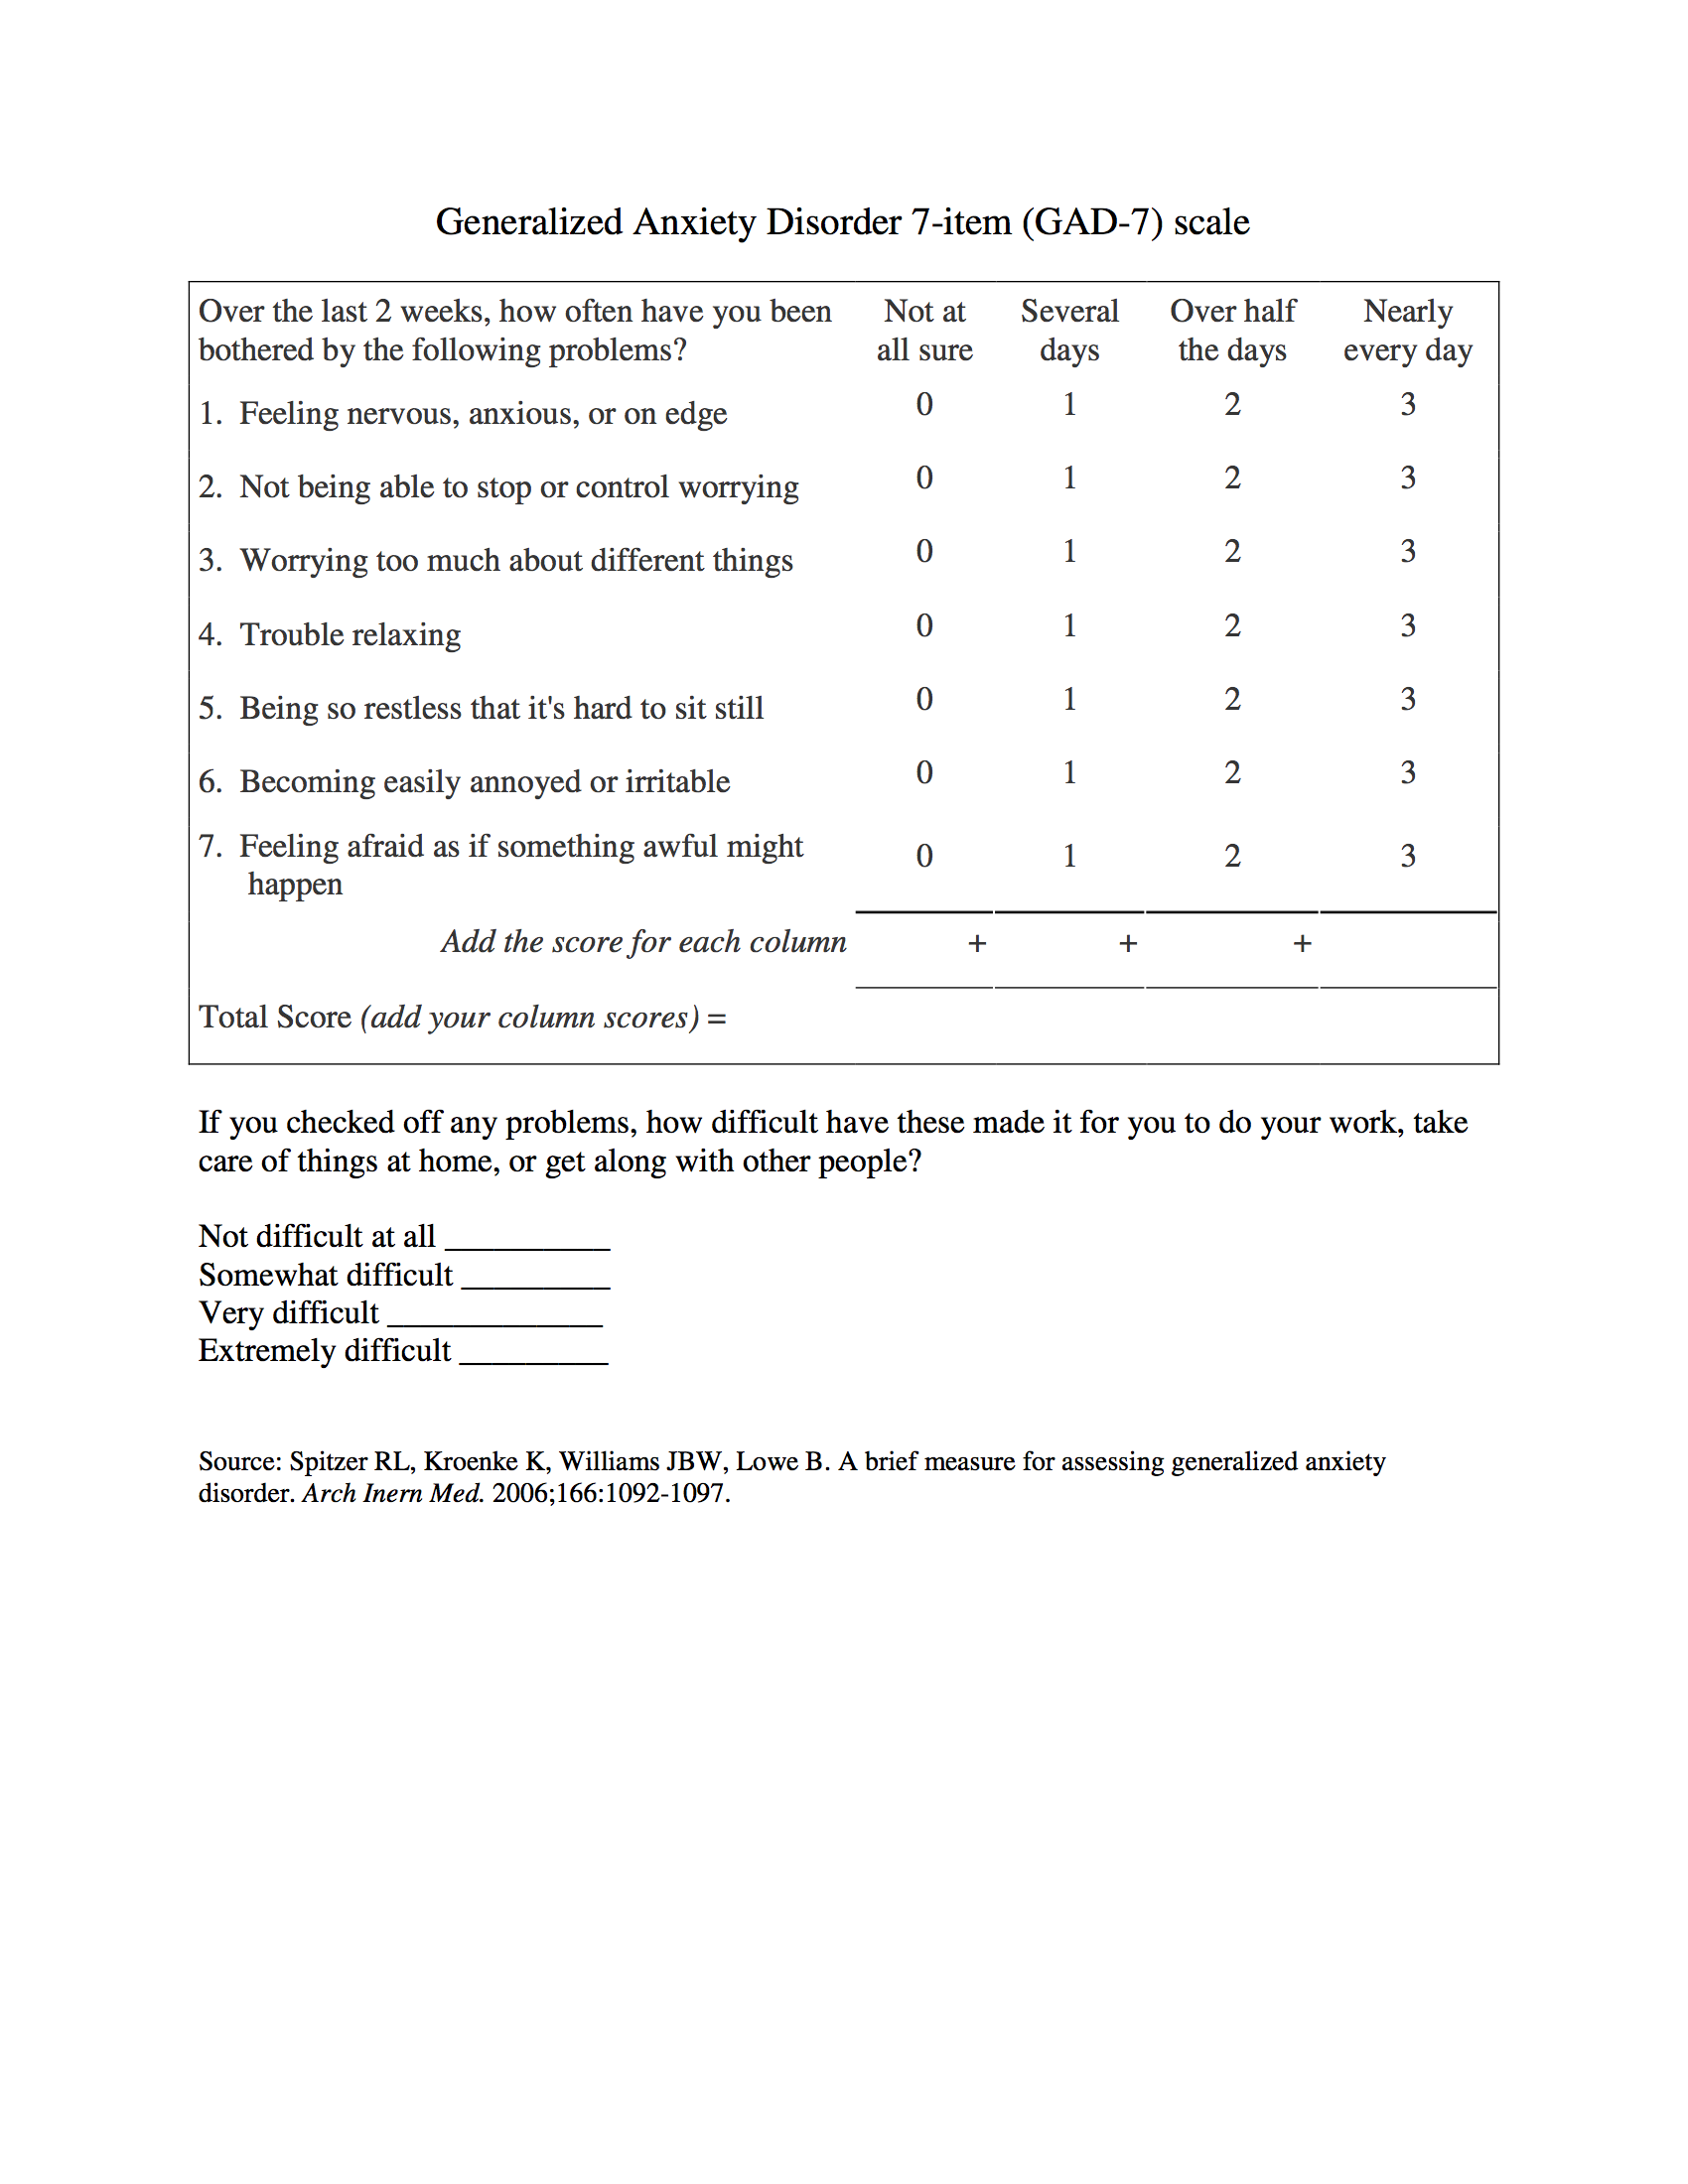 Generalized Anxiety Disorder 7-item (GAD-7) scale
Over the last 2 weeks, how often have you been Not at Several Over half Nearly
bothered by the following problems? all sure days the days every day
1. Feeling nervous, anxious, or on edge 0 1 2 3
2. Not being able to stop or control worrying 0 1 2 3
3. Worrying too much about different things 0 1 2 3
4. Trouble relaxing 0 1 2 3
5. Being so restless that it's hard to sit still 0 1 2 3
6. Becoming easily annoyed or irritable 0 1 2 3
7. Feeling afraid as if something awful might 0 1 2 3
happen
Add the score for each column + + +
Total Score (add your column scores) =
If you checked off any problems, how difficult have these made it for you to do your work, take
care of things at home, or get along with other people?
Not difficult at all __________
Somewhat difficult _________
Very difficult _____________
Extremely difficult _________
Source: Spitzer RL, Kroenke K, Williams JBW, Lowe B. A brief measure for assessing generalized anxiety
disorder. Arch Inern Med. 2006;166:1092-1097.